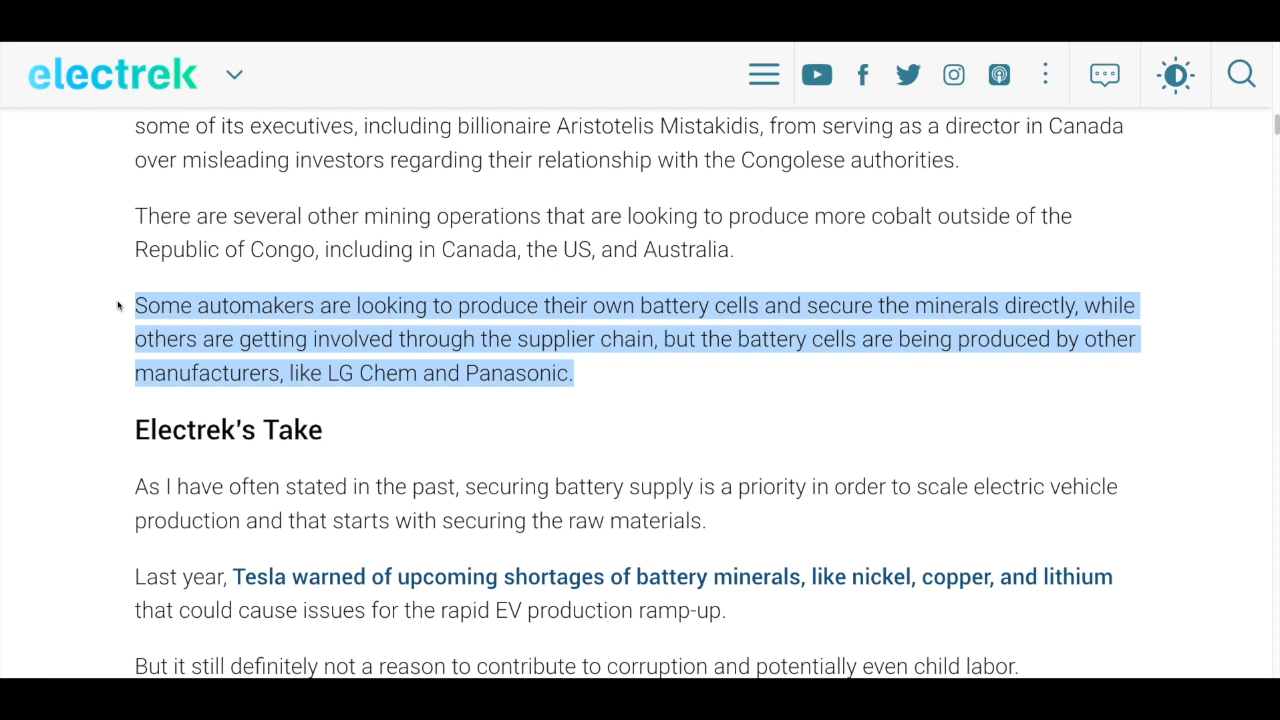 electrek
some of its executives, including billionaire Aristotelis Mistakidis, from serving as a director in Canada
over misleading investors regarding their relationship with the Congolese authorities.
There are several other mining operations that are looking to produce more cobalt outside of the
Republic of Congo, including in Canada, the US, and Australia.
Some automakers are looking to produce their own battery cells and secure the minerals directly, while
others are getting involved through the supplier chain, but the battery cells are being produced by other
manufacturers, like LG Chem and Panasonic.
Electrek's Take
As I have often stated in the past, securing battery supply is a priority in order to scale electric vehicle
production and that starts with securing the raw materials.
Last year, Tesla warned of upcoming shortages of battery minerals, like nickel, copper, and lithium
that could cause issues for the rapid EV production ramp-up.
But it still definitely not a reason to contribute to corruption and potentially even child labor.